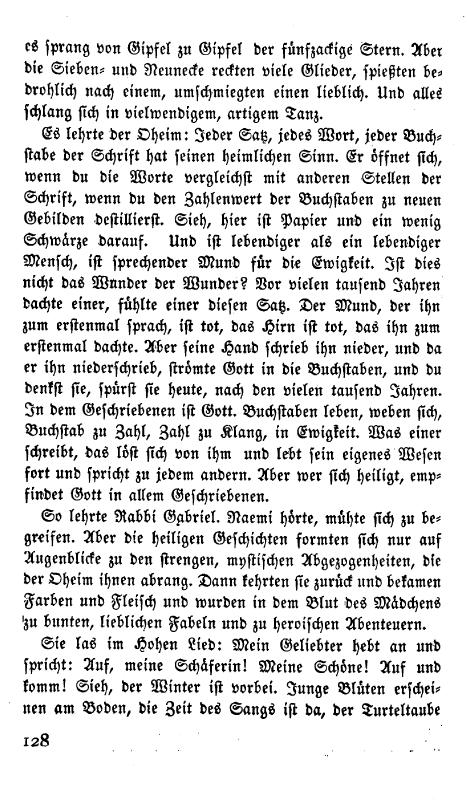 es sprang von Gipfel zu Gipfel der fünfzackige Stern. Aber
die Sieben- und Neunecke reckten viele Glieder, spießten be-
drohlich nach einem, umschmiegten einen lieblich. Und alles
schlang sich in vielwendigem, artigem Tanz.
Es lehrte der Oheim: Jeder Satz, jedes Wort, jeder Buch-
stabe der Schrift hat seinen heimlichen Sinn. Er öffnet sich,
wenn du die Worte vergleichst mit anderen Stellen der
Schrift, wenn du den Zahlenwert der Buchstaben zu neuen
Gebilden destillierst. Sieh, hier ist Papier und ein wenig
Schwärze darauf. Und ist lebendiger als ein lebendiger
Mensch, ist sprechender Mund für die Ewigkeit. Ist dies
nicht das Wunder der Wunder? Vor vielen tausend Jahren
dachte einer, fühlte einer diesen Satz. Der Mund, der ihn
zum erstenmal sprach, ist tot, das Hirn ist tot, das ihn zum
erstenmal dachte. Aber seine Hand schrieb ihn nieder, und da
er ihn niederschrieb, strömte Gott in die Buchstaben, und du
denkst sie, spürst sie heute, nach den vielen tausend Jahren.
In dem Geschriebenen ist Gott. Buchstaben leben, weben sich,
Buchstab zu Zahl, Zahl zu Klang, in Ewigkeit. Was einer
schreibt, das löst sich von ihm und lebt sein eigenes Wesen
fort und spricht zu jedem andern. Aber wer sich heiligt, emp-
findet Gott in allem Geschriebenen.
So lehrte Rabbi Gabriel. Naemi hörte, mühte sich zu be-
greifen. Aber die heiligen Geschichten formten sich nur auf
Augenblicke zu den strengen, mystischen Abgezogenheiten, die
der Oheim ihnen abrang. Dann kehrten sie zurück und bekamen
Farben und Fleisch und wurden in dem Blut des Mädchens
zu bunten, lieblichen Fabeln und zu heroischen Abenteuern.
Sie las im Hohen Lied: Mein Geliebter hebt an und
spricht: Auf, meine Schäferin! Meine Schöne! Auf und
komm! Sieh, der Winter ist vorbei. Junge Blüten erschei-
nen am Boden, die Zeit des Sangs ist da, der Turteltaube
128